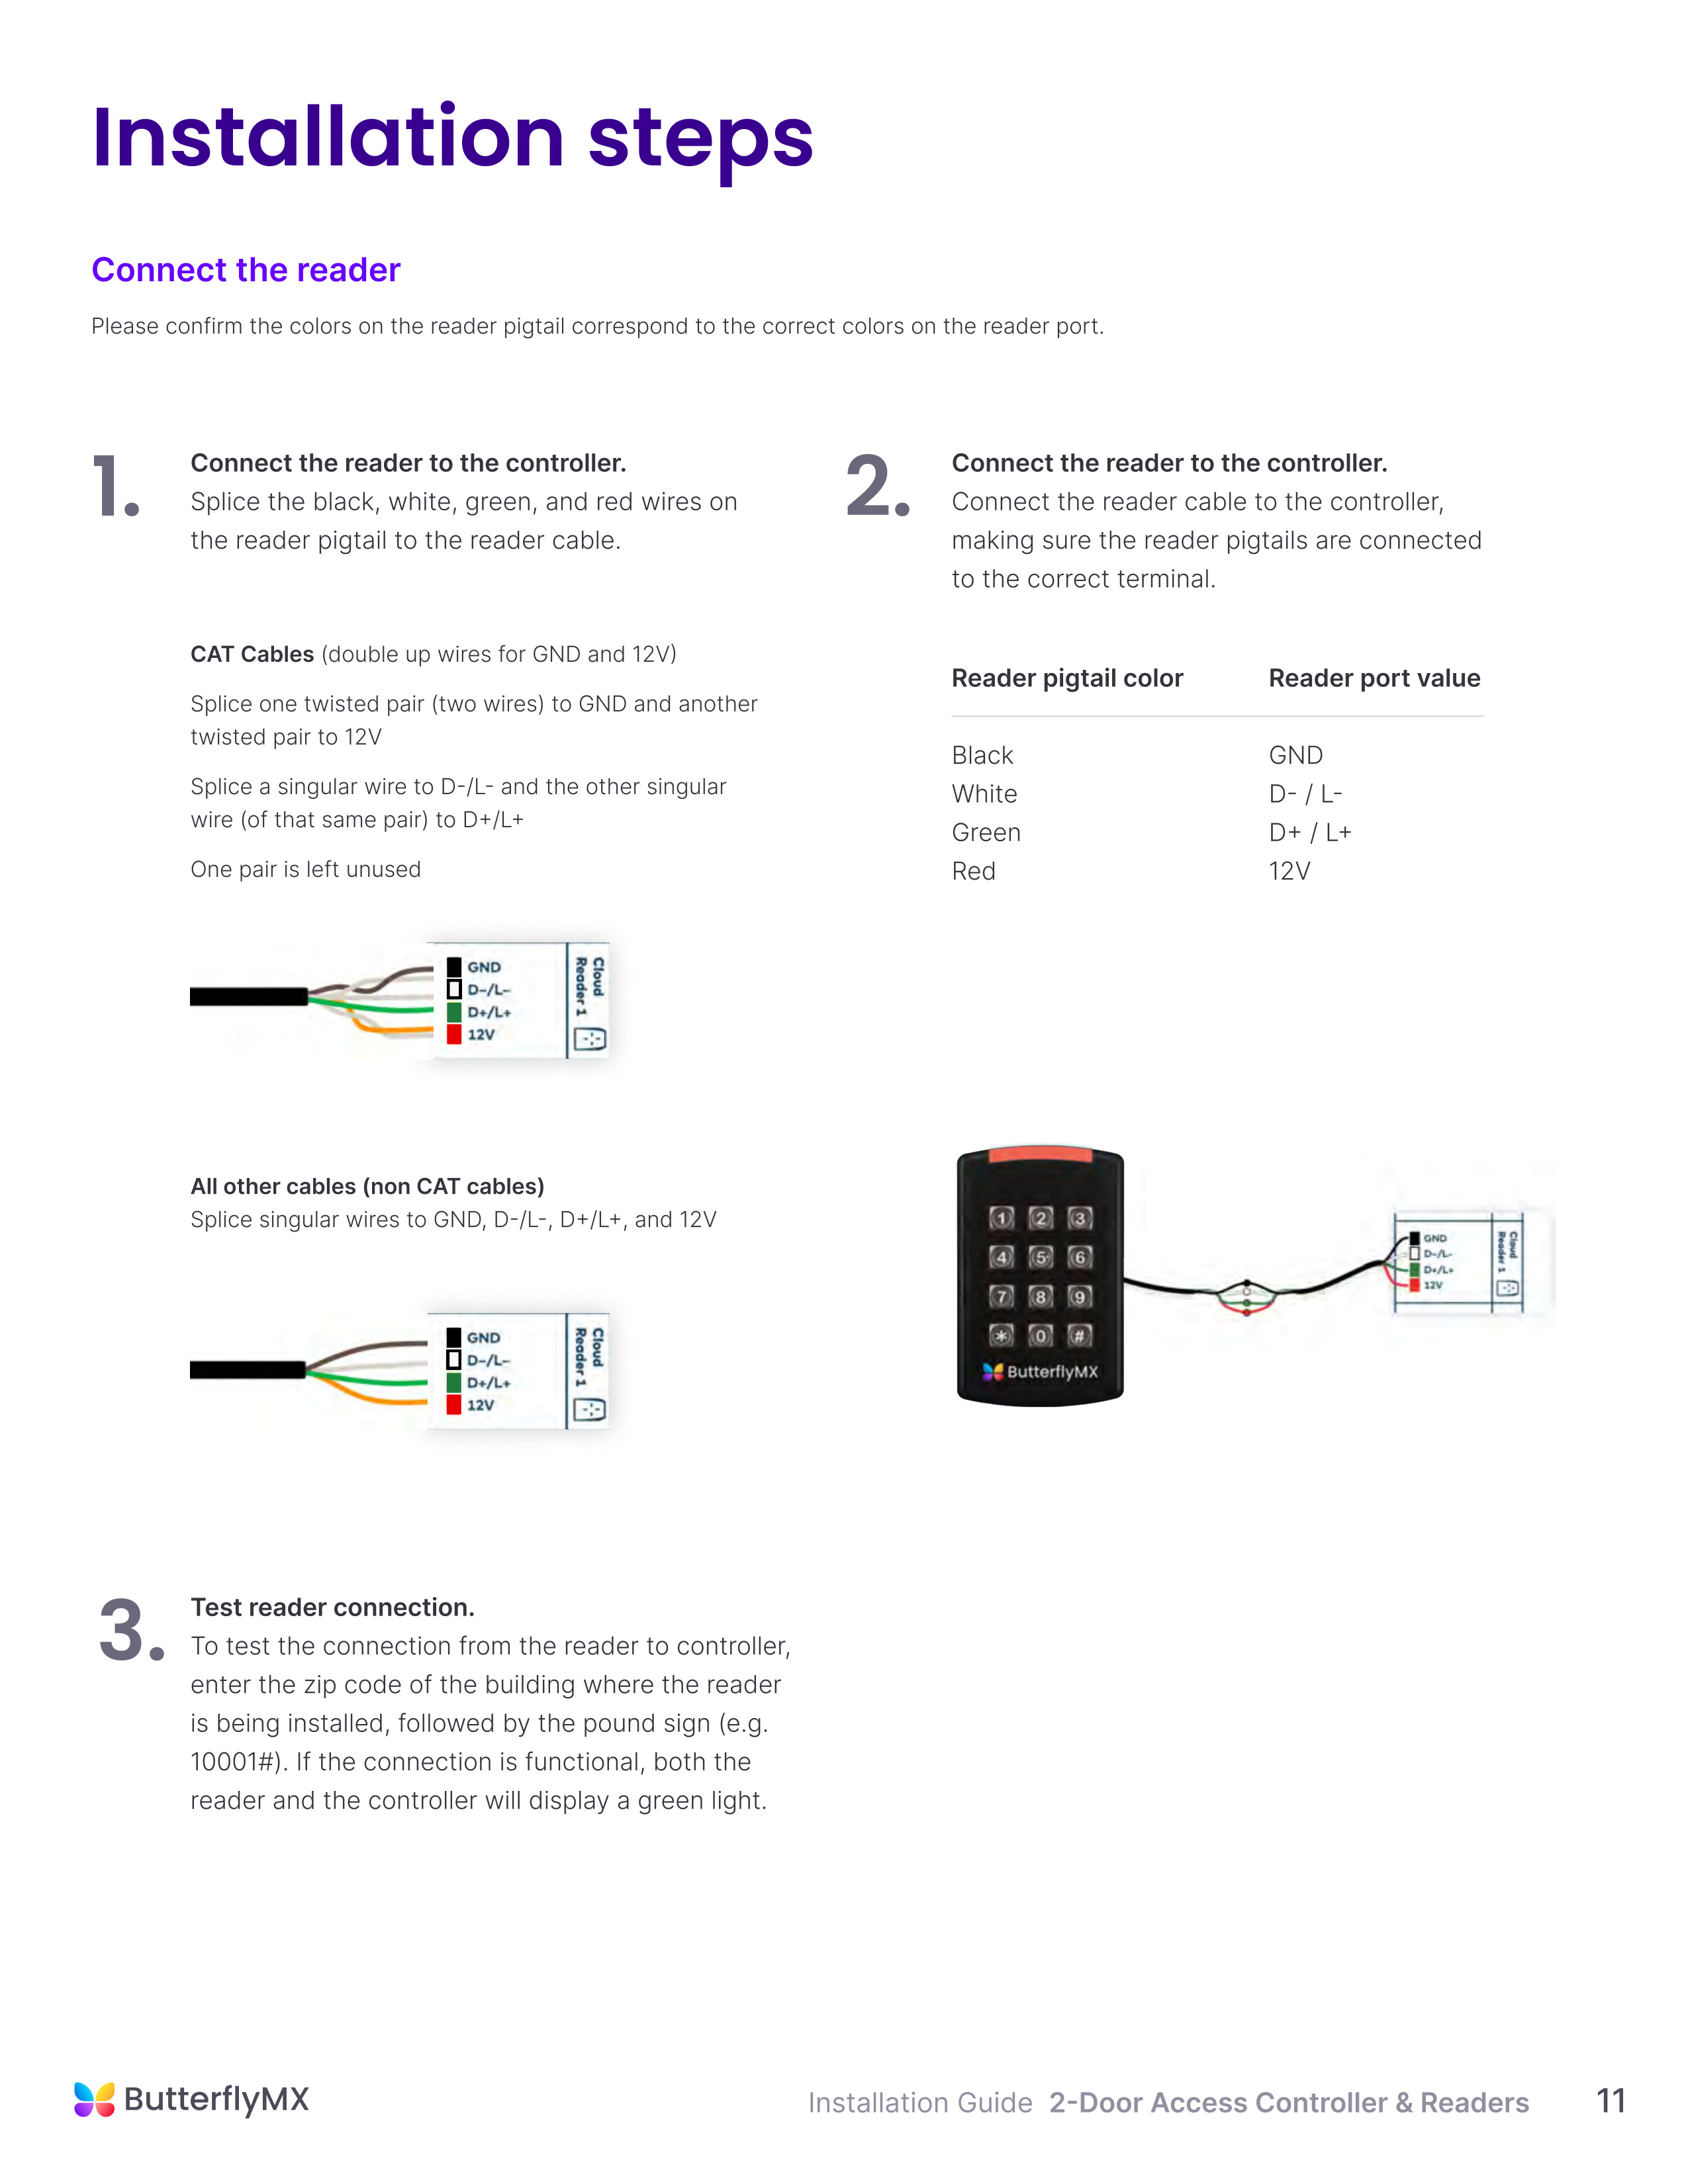 Installation steps
Connect the reader
Please confirm the colors on the reader pigtail correspond to the correct colors on the reader port.
1.
Connect the reader to the controller.
Splice the black, white, green, and red wires on
the reader pigtail to the reader cable.
CAT Cables (double up wires for GND and 12V)
Splice one twisted pair (two wires) to GND and another
twisted pair to 12V
Splice a singular wire to D-/L- and the other singular
wire (of that same pair) to D+/L+
One pair is left unused
GND
D-/L-
D+/L+
12V
Cloud
Reader 1
All other cables (non CAT cables)
Splice singular wires to GND, D-/L-, D+/L+, and 12V
GND
D-/L-
D+/L+
12V
Cloud
Reader 1
2.
Connect the reader to the controller.
Connect the reader cable to the controller,
making sure the reader pigtails are connected
to the correct terminal.
Reader pigtail color Reader port value
Black GND
White D- / L-
Green D+ / L+
Red 12V
1 2 3
4 5 6
7 8 9
* 0 #
ButterflyMX
GND
D-/L-
D+/L+
12V
Cloud
Reader 1
3.
Test reader connection.
To test the connection from the reader to controller,
enter the zip code of the building where the reader
is being installed, followed by the pound sign (e.g.
10001#). If the connection is functional, both the
reader and the controller will display a green light.
ButterflyMX
Installation Guide 2-Door Access Controller & Readers 11